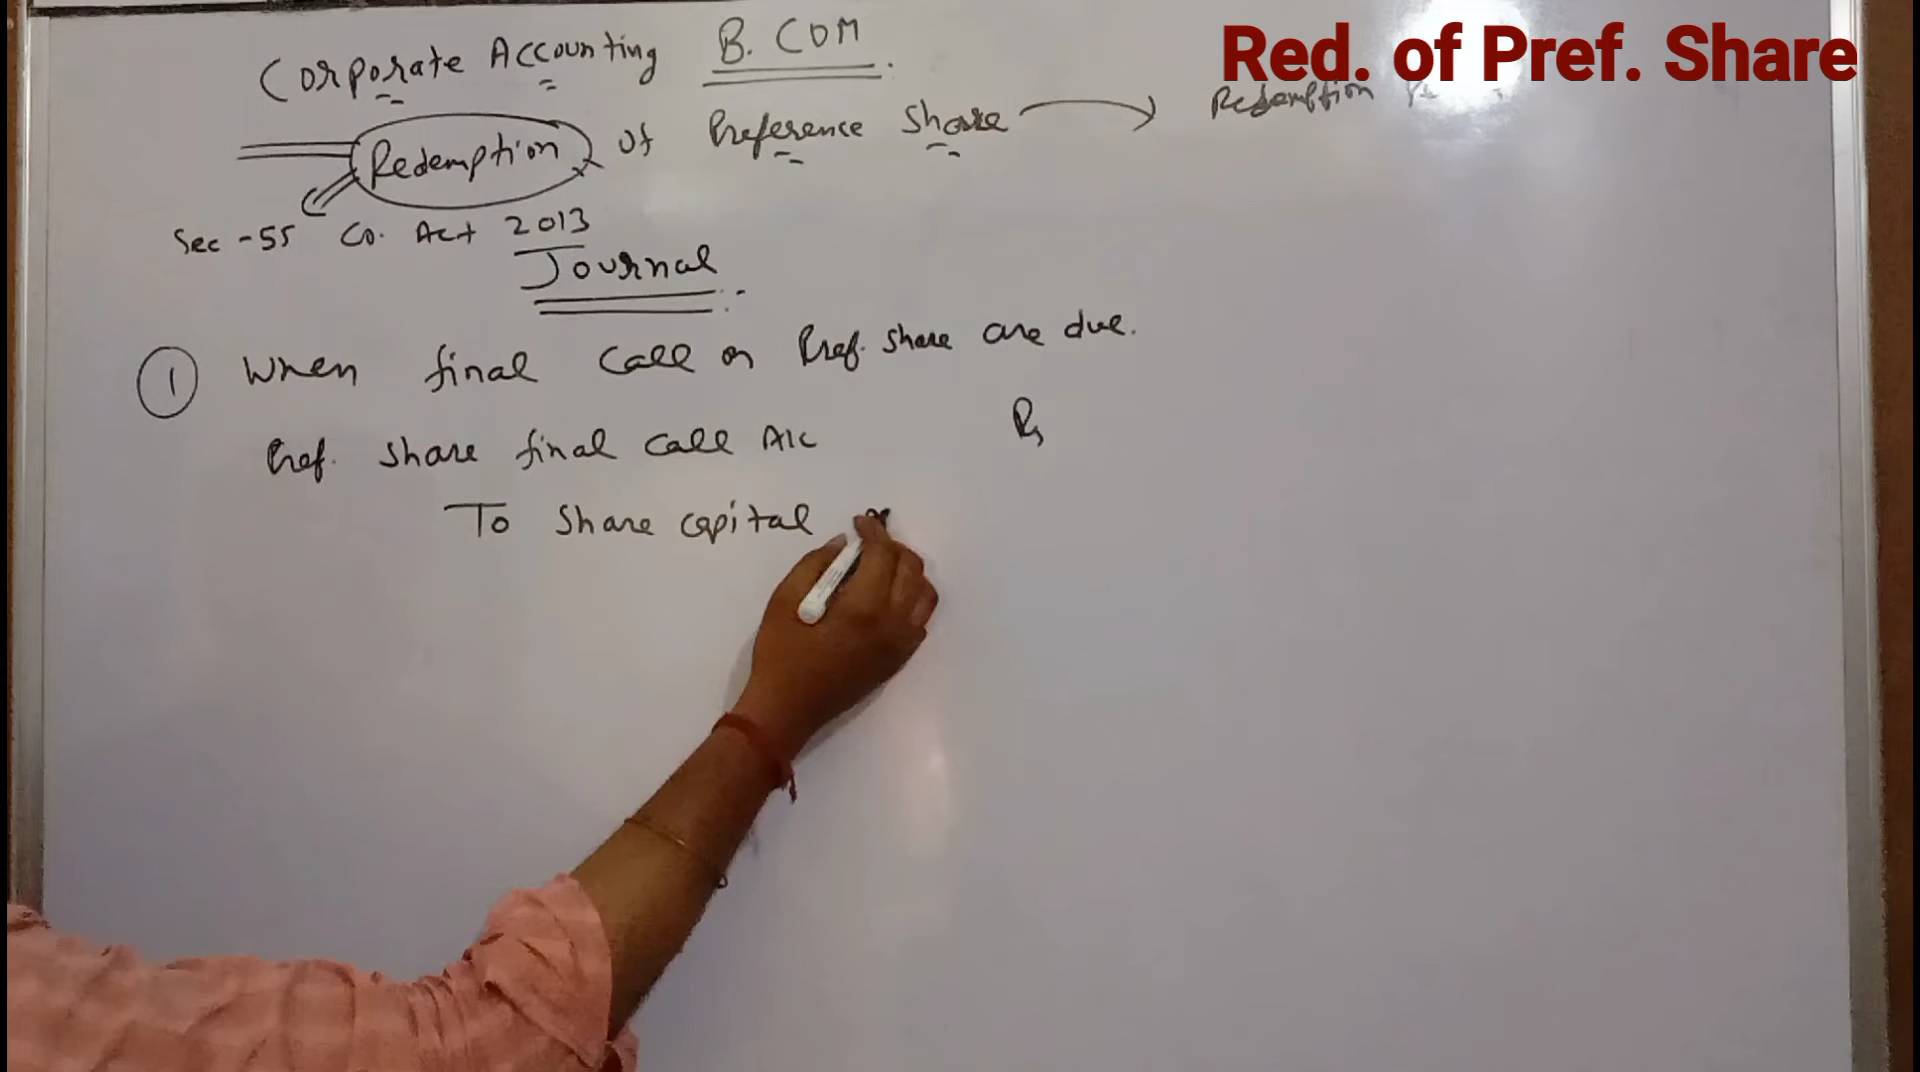 Red. of Pref. Share
Corporate Accounting B. COM
Redemption of Preference Share → Redemption
Sec-55 Co. Act 2013
Journal
① When final call on Pref. share are due.
Pref. share final call A/c
To Share capital